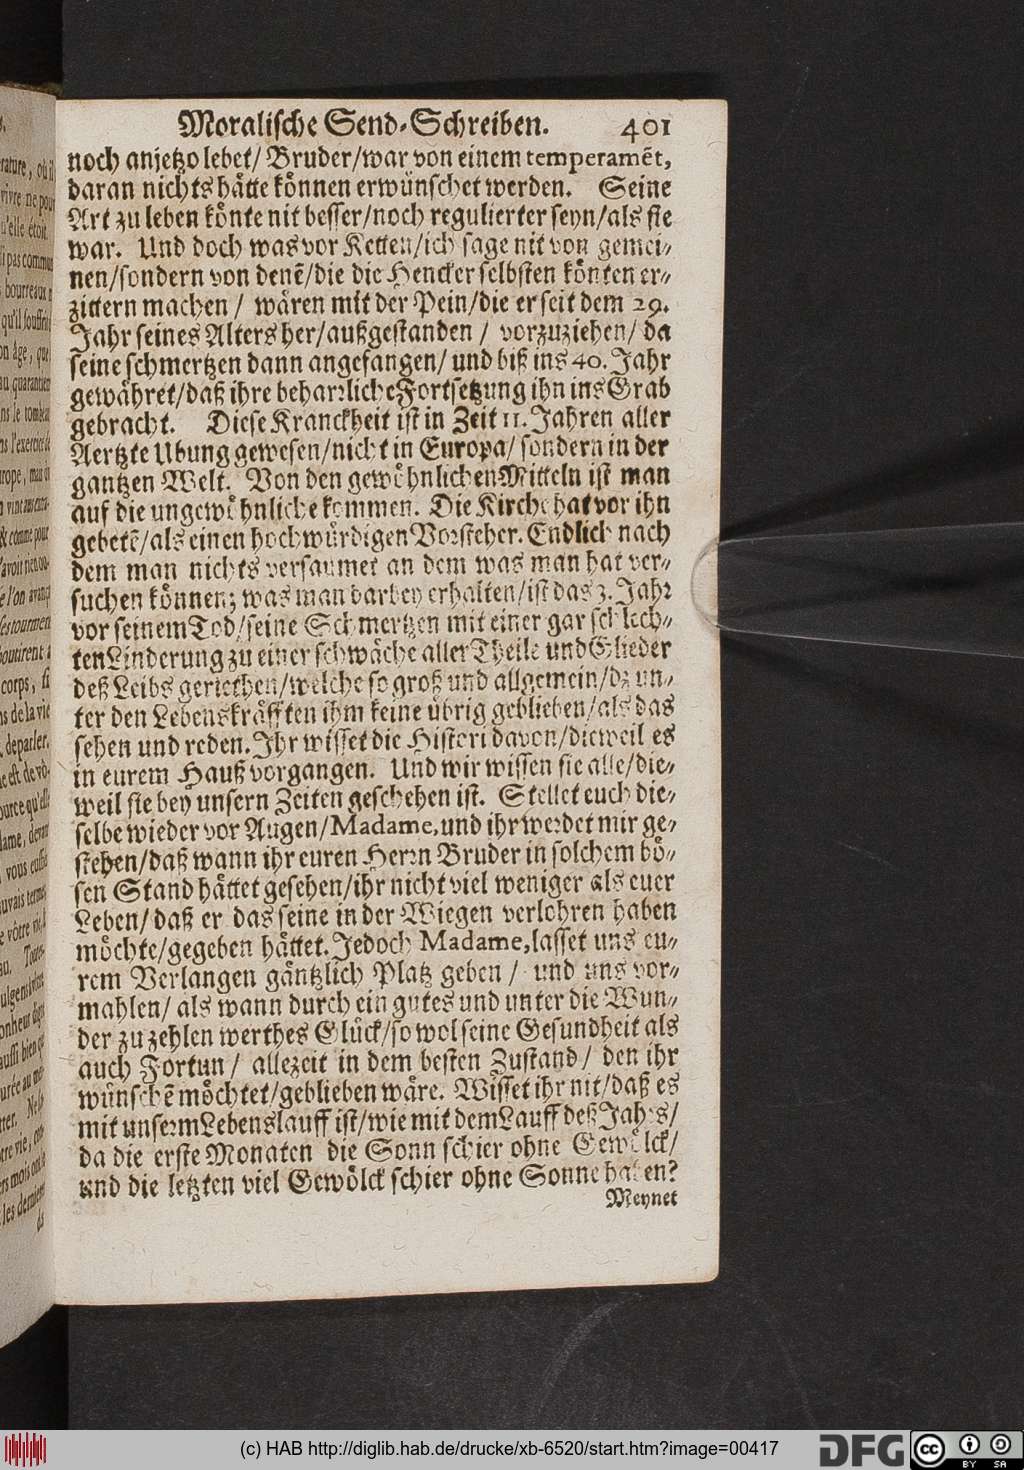 Moralische Send-Schreiben. 401
noch anjetzo lebet/ Bruder/war von einem temperamẽt,
daran nichts hätte können erwünschet werden. Seine
Art zu leben könte nit besser/noch regulierter seyn/als sie
war. Und doch was vor Ketten/ich sage nit von gemei-
nen/sondern von denẽ/die die Hencker selbsten könten er-
zittern machen / wären mit der Pein/die er seit dem 29.
Jahr seines Alters her/außgestanden / vorzuziehen/ da
seine schmertzen dann angefangen/ und biß ins 40. Jahr
gewähret/daß ihre beharrliche Fortsetzung ihn ins Grab
gebracht. Diese Kranckheit ist in Zeit 11. Jahren aller
Aertzte Ubung gewesen/nicht in Europa/ sondern in der
gantzen Welt. Von den gewöhnlichen Mitteln ist man
auf die ungewöhnliche kommen. Die Kirche hat vor ihn
gebetẽ/als einen hochwürdigen Vorsteher. Endlich nach
dem man nichts versaumet an dem was man hat ver-
suchen können; was man darbey erhalten/ist das 3. Jahr
vor seinem Tod/seine Schmertzen mit einer gar schlech-
ten Linderung zu einer schwäche aller Theile und Glieder
deß Leibs geriethen/welche so groß und allgemein/dz un-
ter den Lebenskräfften ihm keine übrig geblieben/als das
sehen und reden. Ihr wisset die Histori davon/dieweil es
in eurem Hauß vorgangen. Und wir wissen sie alle/die-
weil sie bey unsern Zeiten geschehen ist. Stellet euch die-
selbe wieder vor Augen/Madame, und ihr werdet mir ge-
stehen/daß wann ihr euren Herrn Bruder in solchem bö-
sen Stand hättet gesehen/ihr nicht viel weniger als euer
Leben/ daß er das seine in der Wiegen verlohren haben
möchte/gegeben hättet. Jedoch Madame, lasset uns eu-
rem Verlangen gäntzlich Platz geben / und uns vor-
mahlen/ als wann durch ein gutes und unter die Wun-
der zu zehlen werthes Glück/so wol seine Gesundheit als
auch Fortun / allezeit in dem besten Zustand/ den ihr
wünschẽ möchtet/geblieben wäre. Wisset ihr nit/daß es
mit unserm Lebenslauff ist/wie mit dem Lauff deß Jahrs/
da die erste Monaten die Sonn schier ohne Gewölck/
und die letzten viel Gewölck schier ohne Sonne haben?
Meynet
(c) HAB http://diglib.hab.de/drucke/xb-6520/start.htm?image=00417
DFG
cc BY SA